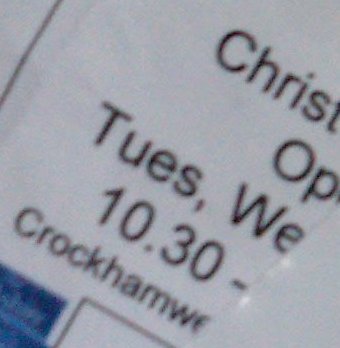 Christ
Op
Tues, We
10.30 -
Crockhamwe